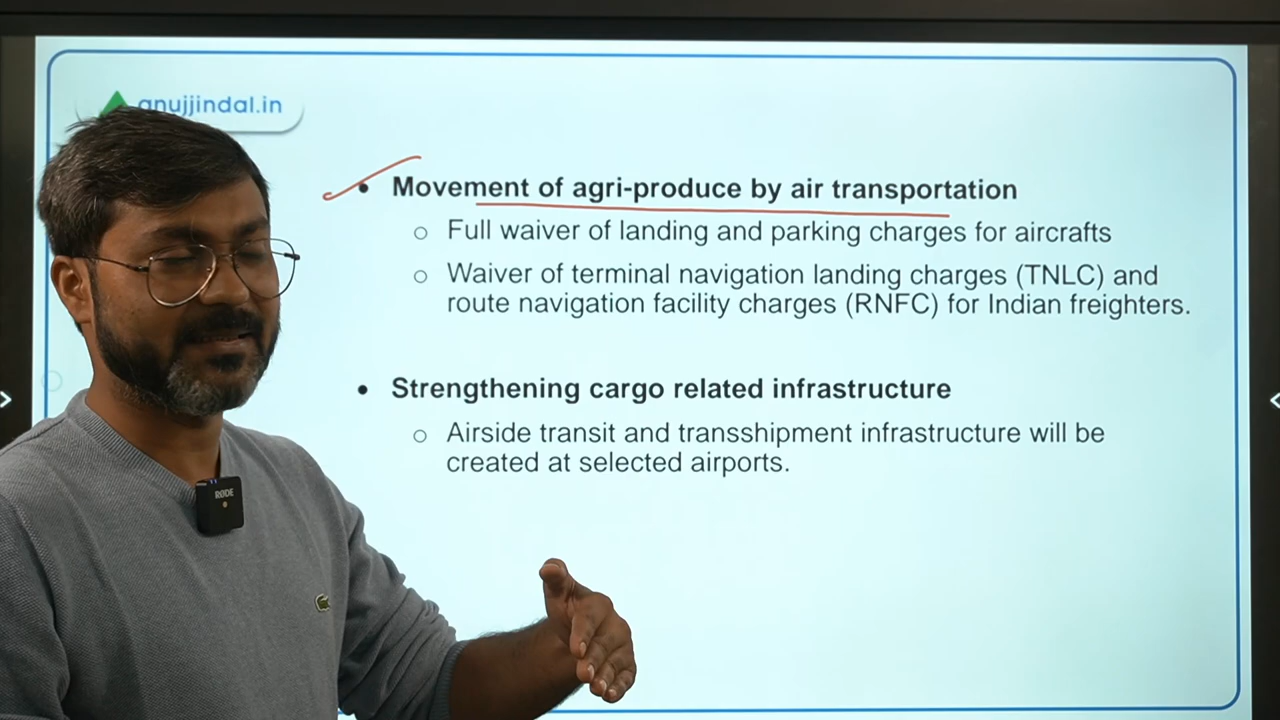 anujjindal.in
• Movement of agri-produce by air transportation
o Full waiver of landing and parking charges for aircrafts
o Waiver of terminal navigation landing charges (TNLC) and
route navigation facility charges (RNFC) for Indian freighters.
• Strengthening cargo related infrastructure
o Airside transit and transshipment infrastructure will be
created at selected airports.
RØDE